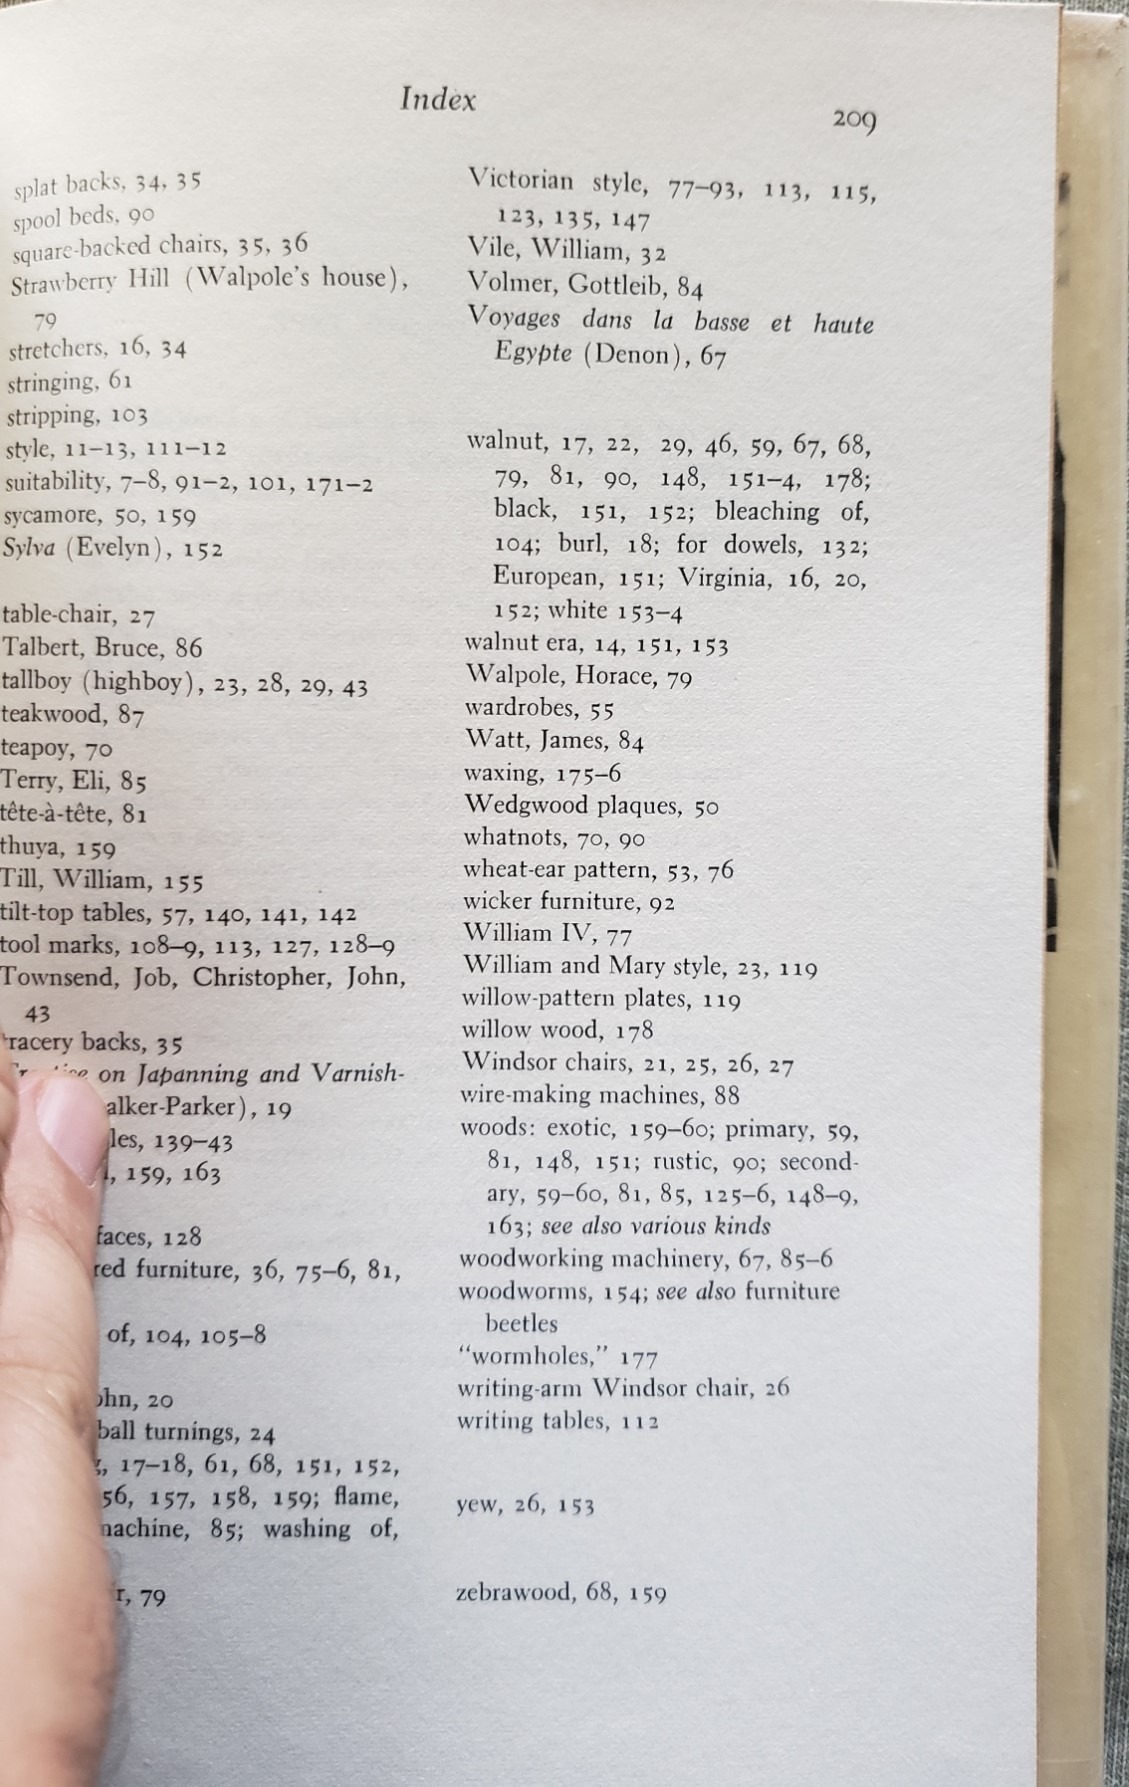 Index
209
splat backs, 34, 35
spool beds, 90
square-backed chairs, 35, 36
Strawberry Hill (Walpole's house),
79
stretchers, 16, 34
stringing, 61
stripping, 103
style, 11–13, 111–12
suitability, 7–8, 91–2, 101, 171–2
sycamore, 50, 159
Sylva (Evelyn), 152
table-chair, 27
Talbert, Bruce, 86
tallboy (highboy), 23, 28, 29, 43
teakwood, 87
teapoy, 70
Terry, Eli, 85
tête-à-tête, 81
thuya, 159
Till, William, 155
tilt-top tables, 57, 140, 141, 142
tool marks, 108–9, 113, 127, 128–9
Townsend, Job, Christopher, John,
43
tracery backs, 35
on Japanning and Varnish-
alker-Parker), 19
les, 139–43
, 159, 163
faces, 128
red furniture, 36, 75–6, 81,
of, 104, 105–8
ohn, 20
ball turnings, 24
, 17–18, 61, 68, 151, 152,
56, 157, 158, 159; flame,
machine, 85; washing of,
r, 79
Victorian style, 77–93, 113, 115,
123, 135, 147
Vile, William, 32
Volmer, Gottleib, 84
Voyages dans la basse et haute
Egypte (Denon), 67
walnut, 17, 22, 29, 46, 59, 67, 68,
79, 81, 90, 148, 151–4, 178;
black, 151, 152; bleaching of,
104; burl, 18; for dowels, 132;
European, 151; Virginia, 16, 20,
152; white 153–4
walnut era, 14, 151, 153
Walpole, Horace, 79
wardrobes, 55
Watt, James, 84
waxing, 175–6
Wedgwood plaques, 50
whatnots, 70, 90
wheat-ear pattern, 53, 76
wicker furniture, 92
William IV, 77
William and Mary style, 23, 119
willow-pattern plates, 119
willow wood, 178
Windsor chairs, 21, 25, 26, 27
wire-making machines, 88
woods: exotic, 159–60; primary, 59,
81, 148, 151; rustic, 90; second-
ary, 59–60, 81, 85, 125–6, 148–9,
163; see also various kinds
woodworking machinery, 67, 85–6
woodworms, 154; see also furniture
beetles
"wormholes," 177
writing-arm Windsor chair, 26
writing tables, 112
yew, 26, 153
zebrawood, 68, 159